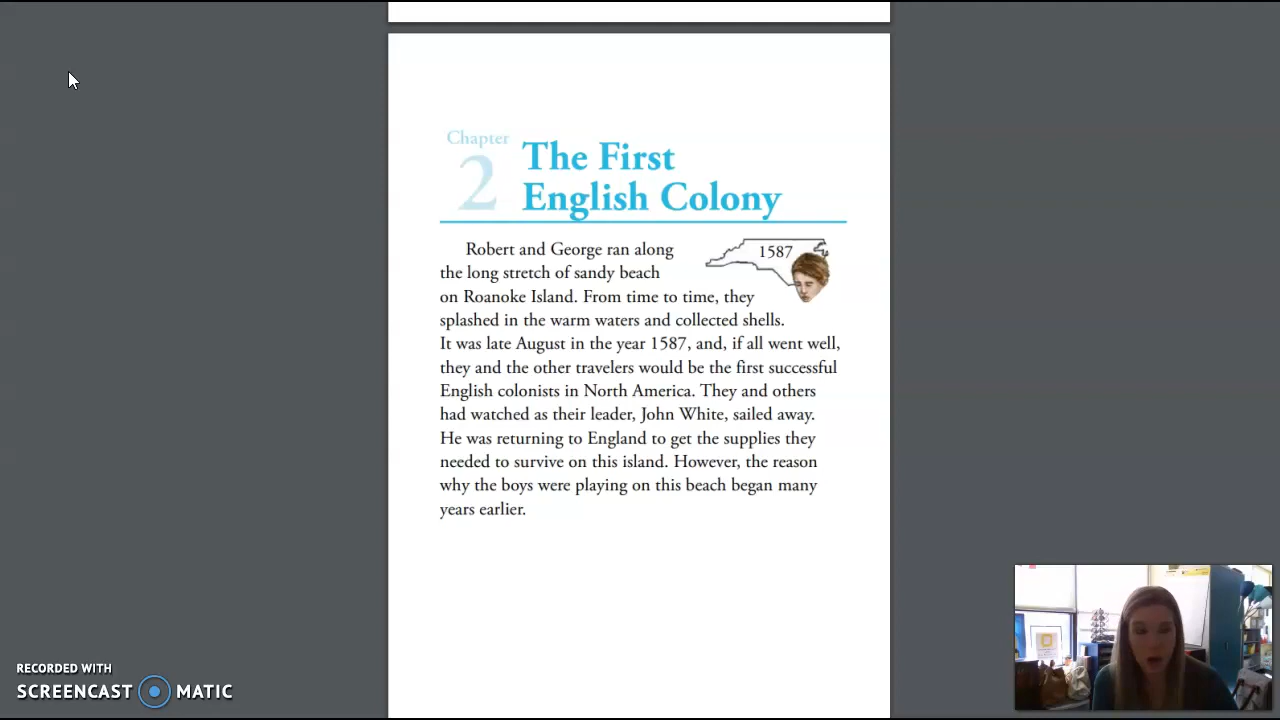 Chapter
2
The First
English Colony
1587
Robert and George ran along
the long stretch of sandy beach
on Roanoke Island. From time to time, they
splashed in the warm waters and collected shells.
It was late August in the year 1587, and, if all went well,
they and the other travelers would be the first successful
English colonists in North America. They and others
had watched as their leader, John White, sailed away.
He was returning to England to get the supplies they
needed to survive on this island. However, the reason
why the boys were playing on this beach began many
years earlier.
RECORDED WITH
SCREENCAST MATIC